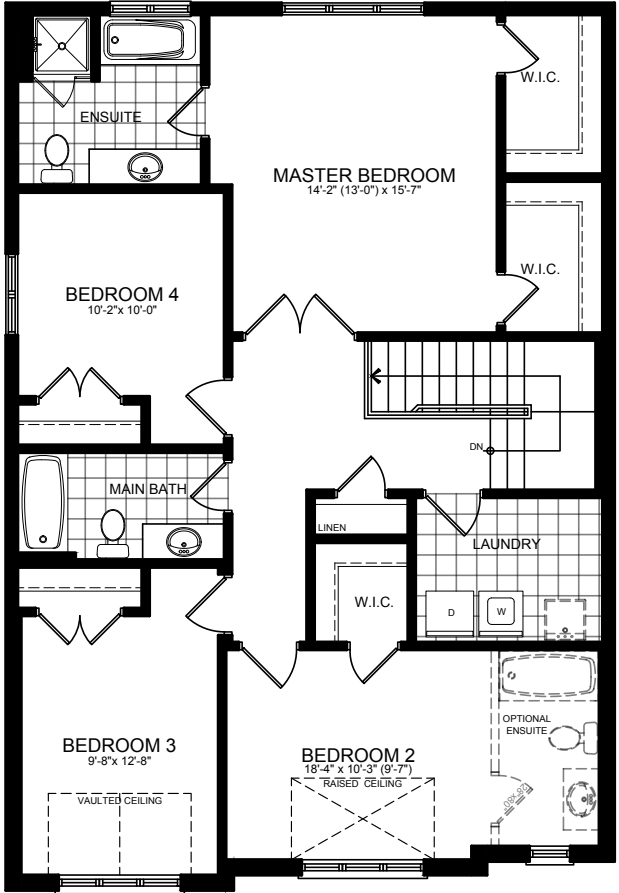 W.I.C.
ENSUITE
MASTER BEDROOM
14'-2" (13'-0") x 15'-7"
W.I.C.
BEDROOM 4
10'-2"x 10'-0"
DN
MAIN BATH
LINEN
LAUNDRY
W.I.C.
D
W
OPTIONAL
ENSUITE
BEDROOM 3
9'-8"x 12'-8"
BEDROOM 2
18'-4" x 10'-3" (9'-7")
RAISED CEILING
VAULTED CEILING
28"x80"